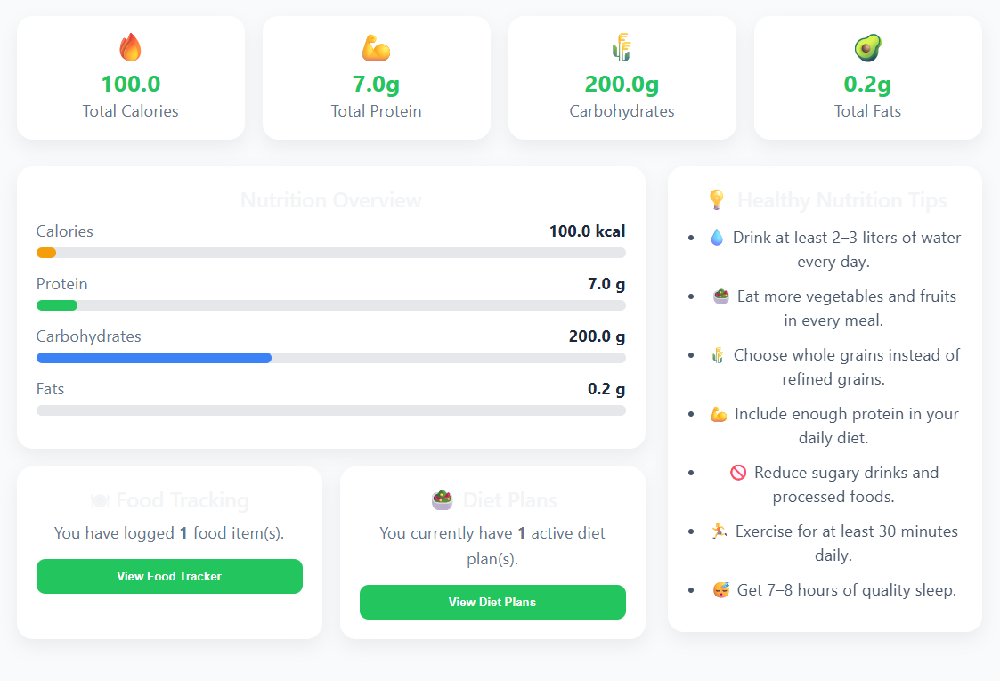 100.0
Total Calories
7.0g
Total Protein
200.0g
Carbohydrates
0.2g
Total Fats
Nutrition Overview
Calories 100.0 kcal
Protein 7.0 g
Carbohydrates 200.0 g
Fats 0.2 g
🍽 Food Tracking
You have logged 1 food item(s).
View Food Tracker
🥗 Diet Plans
You currently have 1 active diet
plan(s).
View Diet Plans
💡 Healthy Nutrition Tips
• 💧 Drink at least 2–3 liters of water
every day.
• 🥗 Eat more vegetables and fruits
in every meal.
• 🌾 Choose whole grains instead of
refined grains.
• 💪 Include enough protein in your
daily diet.
• 🚫 Reduce sugary drinks and
processed foods.
• 🏃 Exercise for at least 30 minutes
daily.
• 😴 Get 7–8 hours of quality sleep.